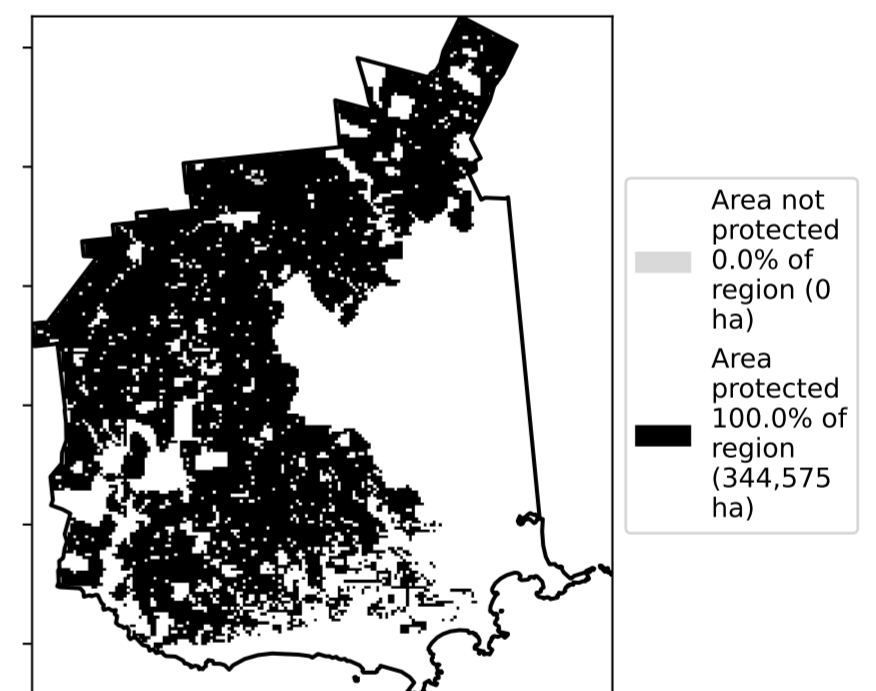 Area not
protected
0.0% of
region (0
ha)
Area
protected
100.0% of
region
(344,575
ha)